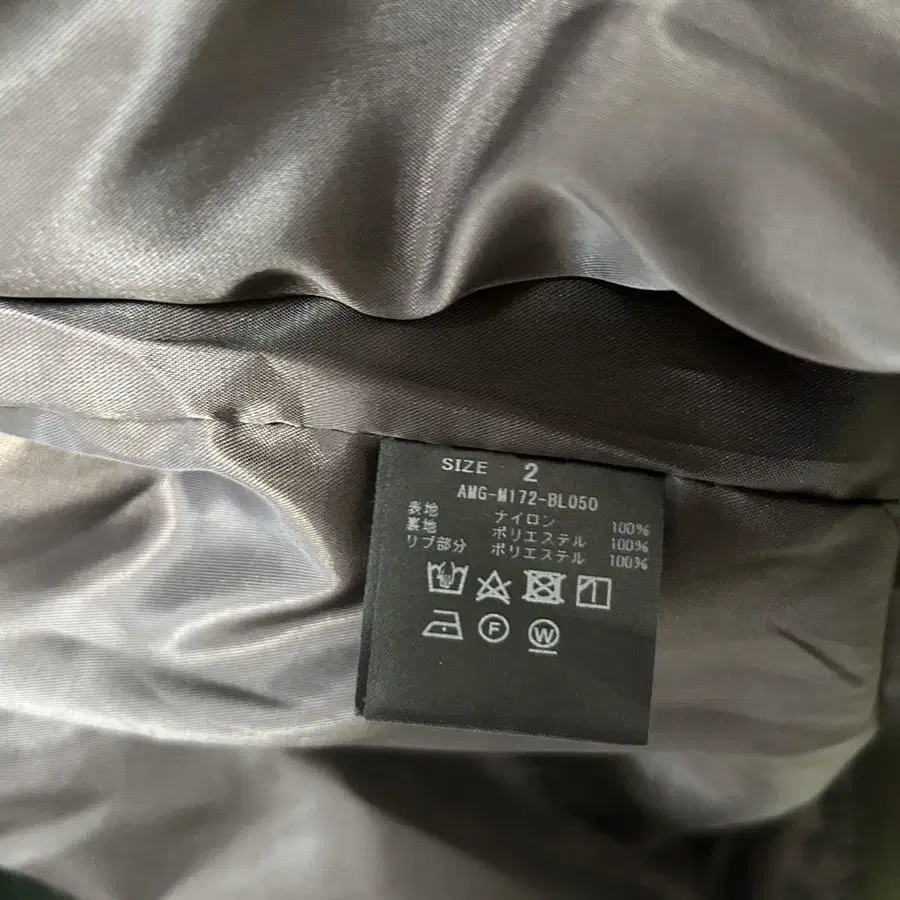 SIZE 2
AMG-M172-BL050
表地 ナイロン 100%
裏地 ポリエステル 100%
リブ部分 ポリエステル 100%
F W